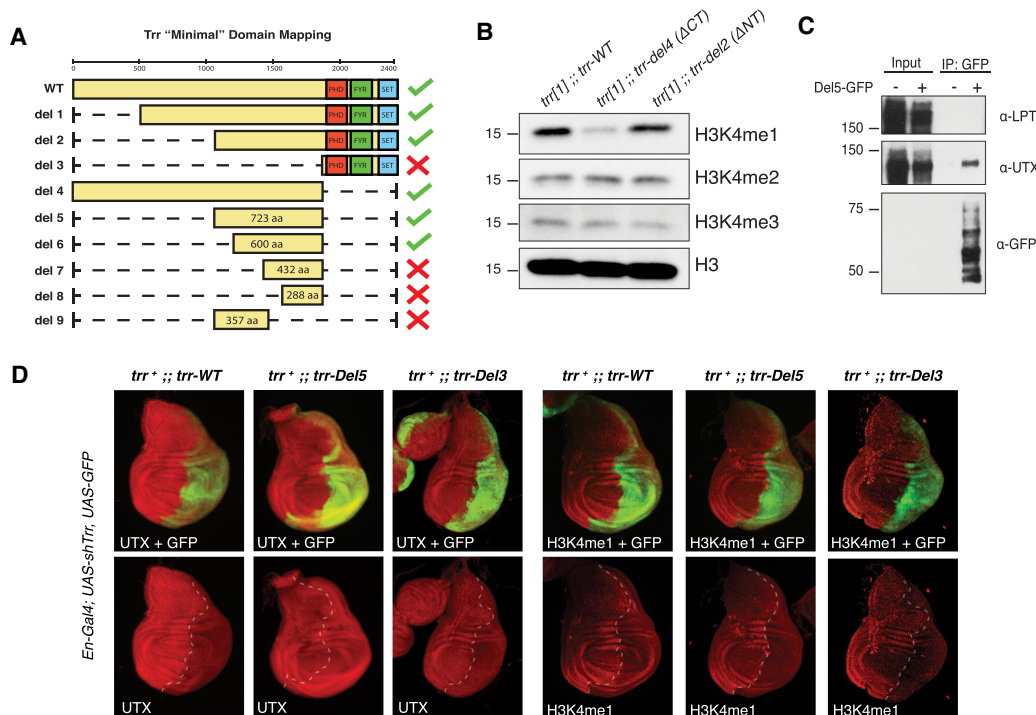 A
Trr “Minimal” Domain Mapping
0 500 1000 1500 2000 2400
WT PHD FYR SET
del 1 PHD FYR SET
del 2 PHD FYR SET
del 3 PHD FYR SET
del 4
del 5 723 aa
del 6 600 aa
del 7 432 aa
del 8 288 aa
del 9 357 aa
B
trr[1] ;; trr-WT
trr[1] ;; trr-del4 (ΔCT)
trr[1] ;; trr-del2 (ΔNT)
15 H3K4me1
15 H3K4me2
15 H3K4me3
15 H3
C
Input IP: GFP
Del5-GFP - + - +
150 α-LPT
150 α-UTX
75
α-GFP
50
D
trr + ;; trr-WT trr + ;; trr-Del5 trr + ;; trr-Del3 trr + ;; trr-WT trr + ;; trr-Del5 trr + ;; trr-Del3
En-Gal4; UAS-shTrr, UAS-GFP
UTX + GFP UTX + GFP UTX + GFP H3K4me1 + GFP H3K4me1 + GFP H3K4me1 + GFP
UTX UTX UTX H3K4me1 H3K4me1 H3K4me1